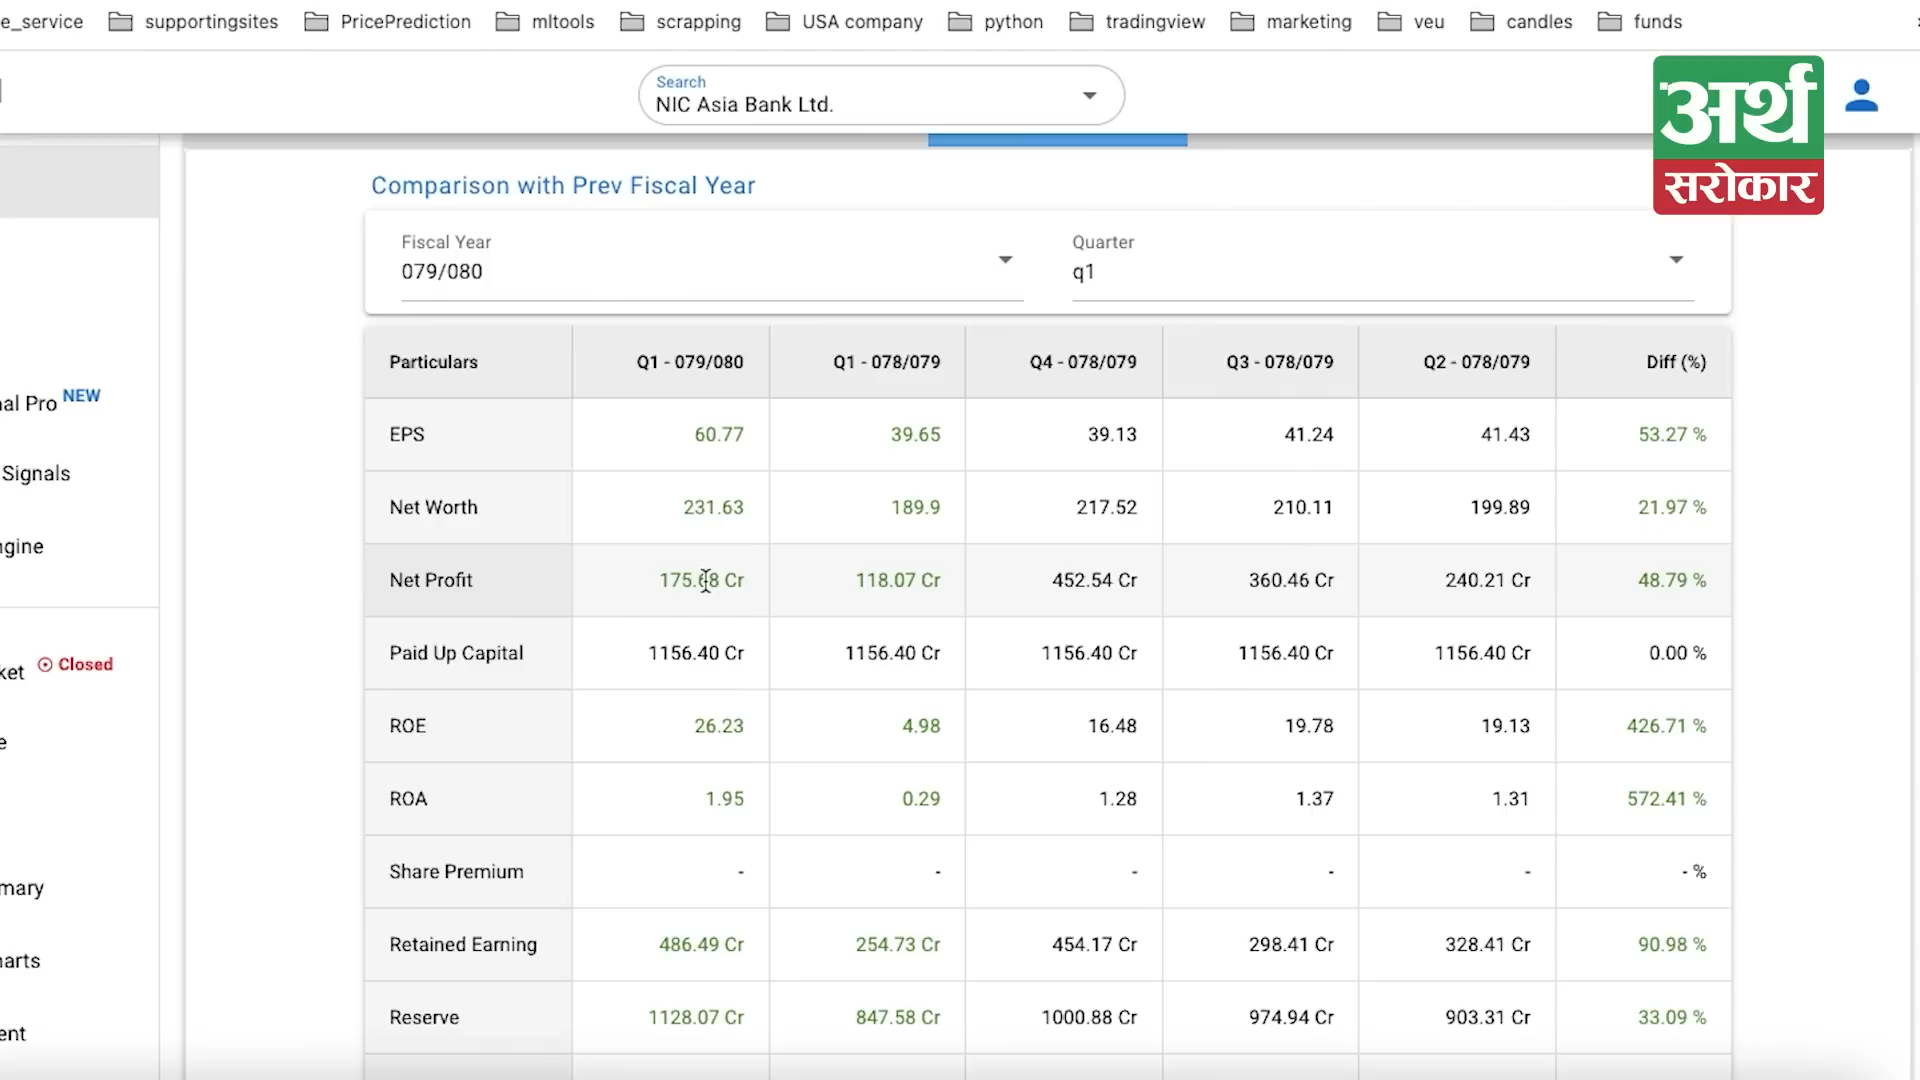 e_service supportingsites PricePrediction mltools scrapping USA company python tradingview marketing veu candles funds
Search
NIC Asia Bank Ltd.
अर्थ
सरोकार
Comparison with Prev Fiscal Year
Fiscal Year Quarter
079/080 q1
Particulars Q1 - 079/080 Q1 - 078/079 Q4 - 078/079 Q3 - 078/079 Q2 - 078/079 Diff (%)
EPS 60.77 39.65 39.13 41.24 41.43 53.27 %
Net Worth 231.63 189.9 217.52 210.11 199.89 21.97 %
Net Profit 175.68 Cr 118.07 Cr 452.54 Cr 360.46 Cr 240.21 Cr 48.79 %
Paid Up Capital 1156.40 Cr 1156.40 Cr 1156.40 Cr 1156.40 Cr 1156.40 Cr 0.00 %
ROE 26.23 4.98 16.48 19.78 19.13 426.71 %
ROA 1.95 0.29 1.28 1.37 1.31 572.41 %
Share Premium - - - - - - %
Retained Earning 486.49 Cr 254.73 Cr 454.17 Cr 298.41 Cr 328.41 Cr 90.98 %
Reserve 1128.07 Cr 847.58 Cr 1000.88 Cr 974.94 Cr 903.31 Cr 33.09 %
al Pro NEW
Signals
ngine
ket Closed
e
mary
arts
ent